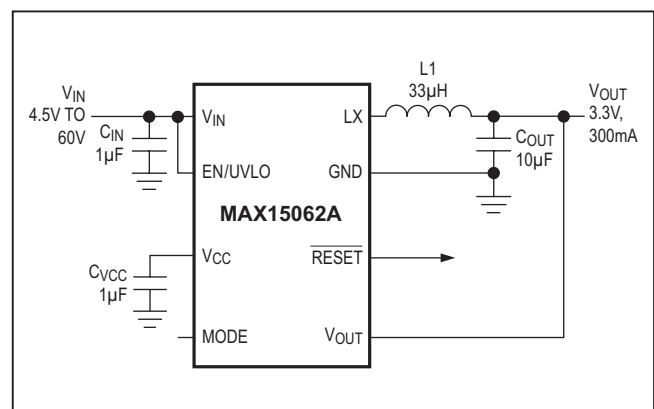 VIN
4.5V TO
60V
CIN
1µF
VIN
EN/UVLO
MAX15062A
VCC
CVCC
1µF
MODE
LX
GND
RESET
VOUT
L1
33µH
COUT
10µF
VOUT
3.3V,
300mA